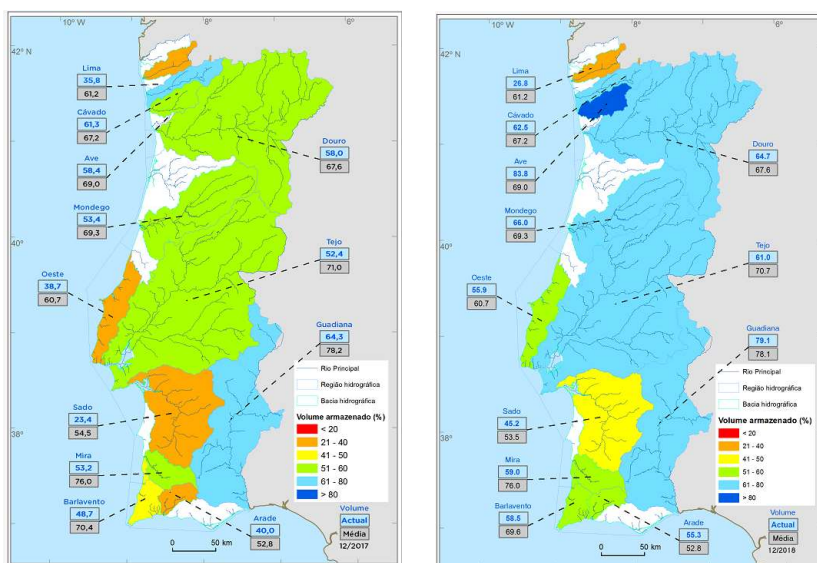 10° W
8°
42° N
Lima
35,8
61,2
Cávado
61,3
67,2
Ave
58,4
69,0
Douro
58,0
67,6
Mondego
53,4
69,3
40°
Tejo
52,4
71,0
Oeste
38,7
60,7
Guadiana
64,3
78,2
Rio Principal
Região hidrográfica
Bacia hidrográfica
Volume armazenado (%)
< 20
21 - 40
41 - 50
51 - 60
61 - 80
> 80
Sado
23,4
54,5
38°
Mira
53,2
76,0
Barlavento
48,7
70,4
Arade
40,0
52,8
Volume
Actual
Média
12/2017
0 50 km
10° W
8°
42° N
Lima
26.8
61.2
Cávado
62.5
67.2
Ave
83.8
69.0
Douro
64.7
67.6
Mondego
66.0
69.3
40°
Tejo
61.0
70.7
Oeste
55.9
60.7
Guadiana
79.1
78.1
Rio Principal
Região hidrográfica
Bacia hidrográfica
Volume armazenado (%)
< 20
21 - 40
41 - 50
51 - 60
61 - 80
> 80
Sado
45.2
53.5
38°
Mira
59.0
76.0
Barlavento
58.5
69.6
Arade
55.3
52.8
Volume
Actual
Média
12/2018
0 50 km